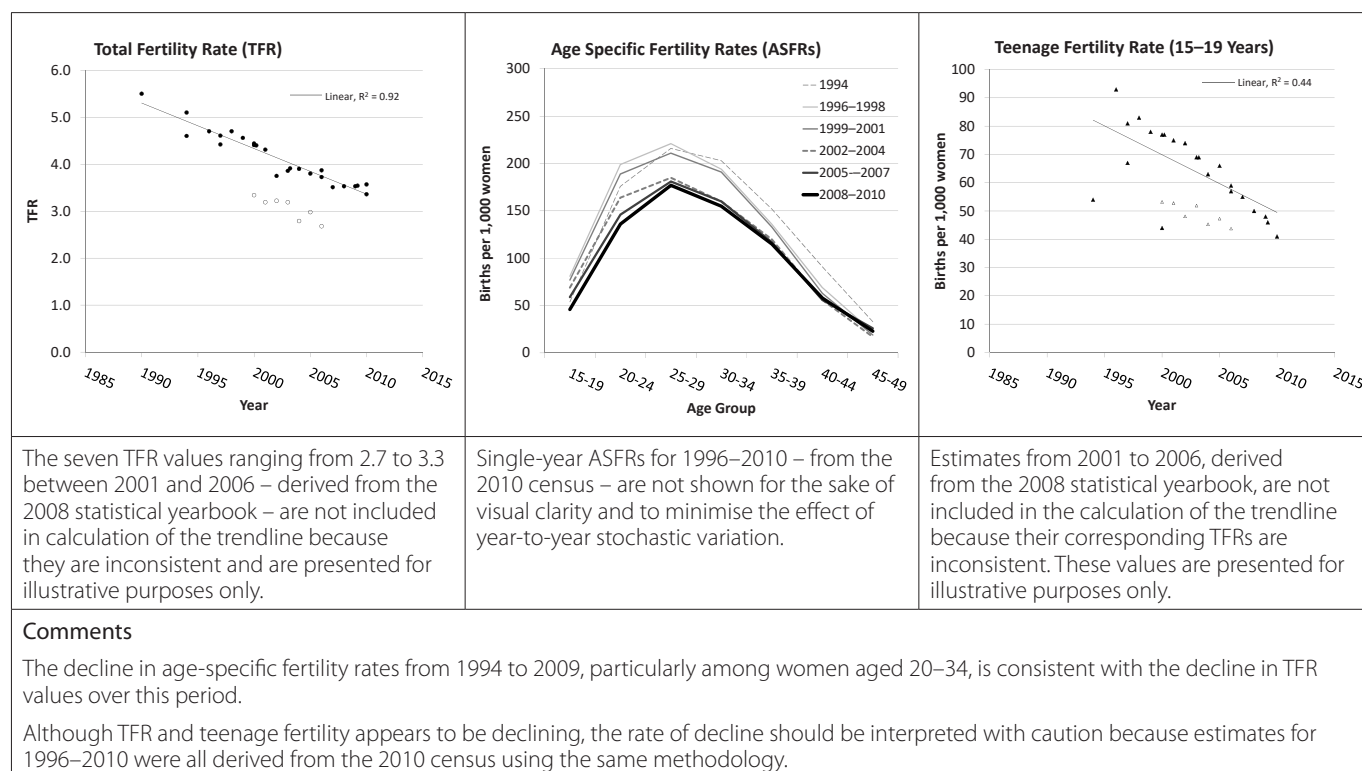 Total Fertility Rate (TFR)
6.0
5.0
4.0
3.0
2.0
1.0
0.0
TFR
Linear, R² = 0.92
1985
1990
1995
2000
2005
2010
2015
Year
Age Specific Fertility Rates (ASFRs)
300
250
200
150
100
50
0
Births per 1,000 women
1994
1996–1998
1999–2001
2002–2004
2005-–2007
2008–2010
15-19
20-24
25-29
30-34
35-39
40-44
45-49
Age Group
Teenage Fertility Rate (15–19 Years)
100
90
80
70
60
50
40
30
20
10
0
Births per 1,000 women
Linear, R² = 0.44
1985
1990
1995
2000
2005
2010
2015
Year
The seven TFR values ranging from 2.7 to 3.3
between 2001 and 2006 – derived from the
2008 statistical yearbook – are not included
in calculation of the trendline because
they are inconsistent and are presented for
illustrative purposes only.
Single-year ASFRs for 1996–2010 – from the
2010 census – are not shown for the sake of
visual clarity and to minimise the effect of
year-to-year stochastic variation.
Estimates from 2001 to 2006, derived
from the 2008 statistical yearbook, are not
included in the calculation of the trendline
because their corresponding TFRs are
inconsistent. These values are presented for
illustrative purposes only.
Comments
The decline in age-specific fertility rates from 1994 to 2009, particularly among women aged 20–34, is consistent with the decline in TFR
values over this period.
Although TFR and teenage fertility appears to be declining, the rate of decline should be interpreted with caution because estimates for
1996–2010 were all derived from the 2010 census using the same methodology.